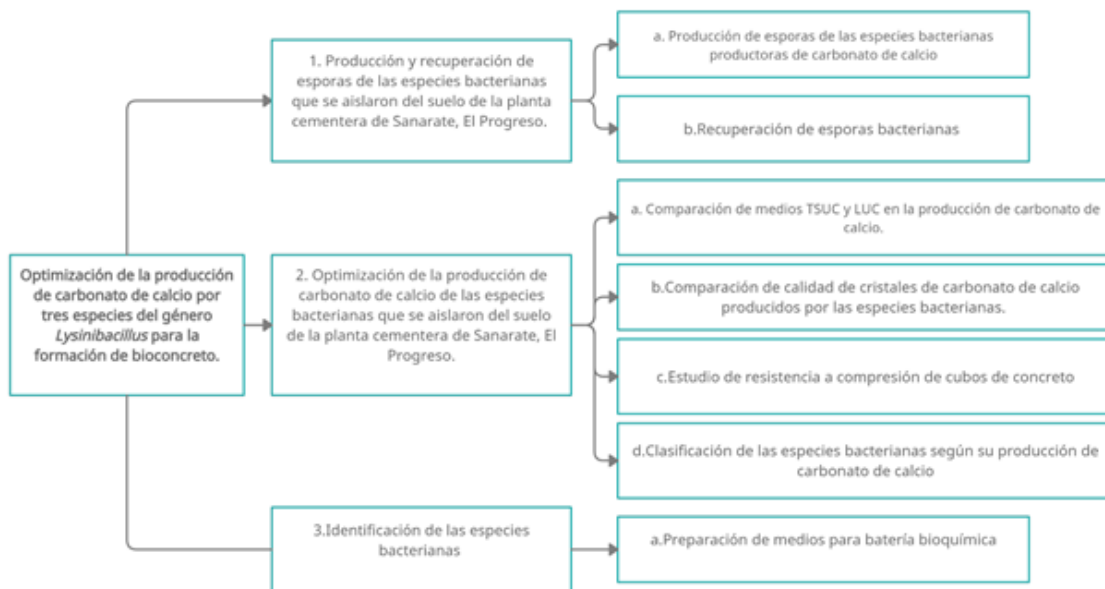 Optimización de la producción
de carbonato de calcio por
tres especies del género
Lysinibacillus para la
formación de bioconcreto.
1. Producción y recuperación de
esporas de las especies bacterianas
que se aislaron del suelo de la planta
cementera de Sanarate, El Progreso.
a. Producción de esporas de las especies bacterianas
productoras de carbonato de calcio
b.Recuperación de esporas bacterianas
2. Optimización de la producción de
carbonato de calcio de las especies
bacterianas que se aislaron del suelo
de la planta cementera de Sanarate, El
Progreso.
a. Comparación de medios TSUC y LUC en la producción de carbonato de
calcio.
b.Comparación de calidad de cristales de carbonato de calcio
producidos por las especies bacterianas.
c.Estudio de resistencia a compresión de cubos de concreto
d.Clasificación de las especies bacterianas según su producción de
carbonato de calcio
3.Identificación de las especies
bacterianas
a.Preparación de medios para batería bioquímica